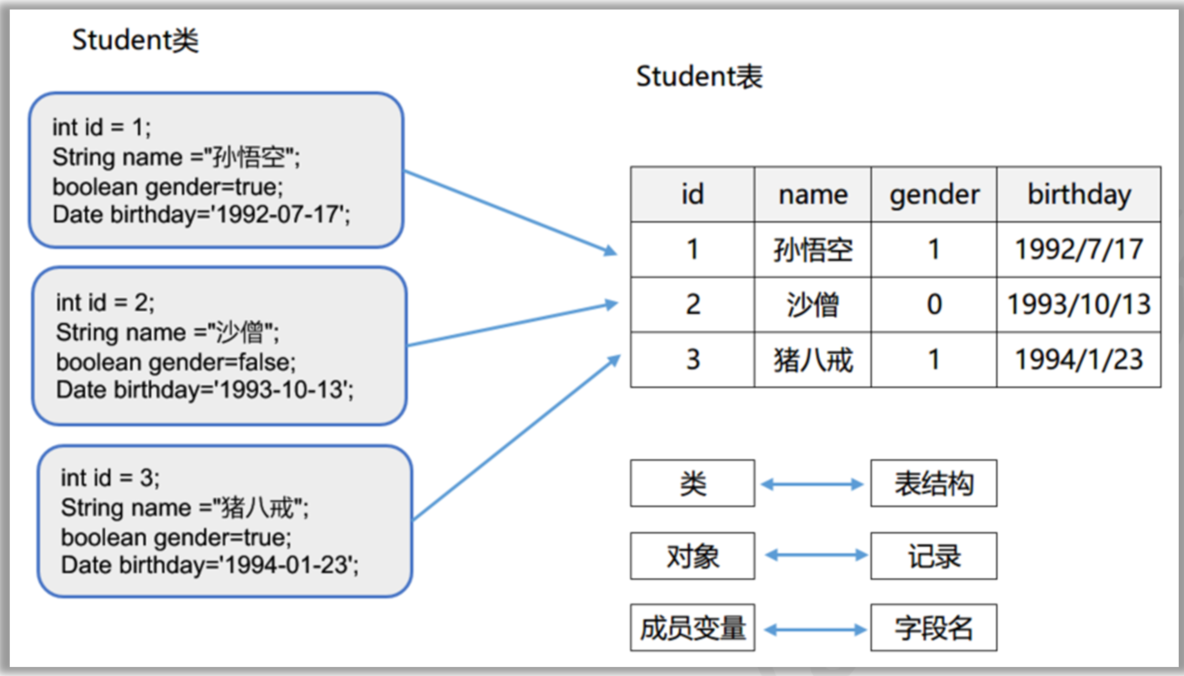 Student类
int id = 1;
String name ="孙悟空";
boolean gender=true;
Date birthday='1992-07-17';
int id = 2;
String name ="沙僧";
boolean gender=false;
Date birthday='1993-10-13';
int id = 3;
String name ="猪八戒";
boolean gender=true;
Date birthday='1994-01-23';
Student表
id name gender birthday
1 孙悟空 1 1992/7/17
2 沙僧 0 1993/10/13
3 猪八戒 1 1994/1/23
类 表结构
对象 记录
成员变量 字段名